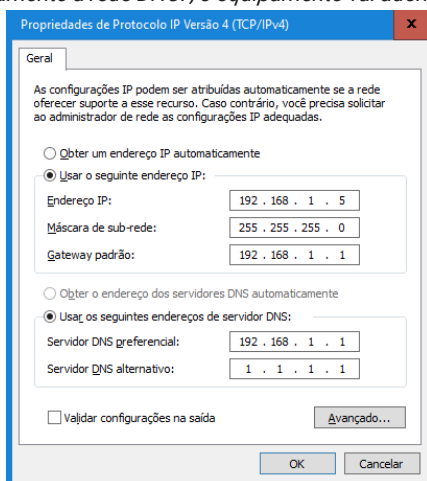 Propriedades de Protocolo IP Versão 4 (TCP/IPv4) x
Geral
As configurações IP podem ser atribuídas automaticamente se a rede
oferecer suporte a esse recurso. Caso contrário, você precisa solicitar
ao administrador de rede as configurações IP adequadas.
Obter um endereço IP automaticamente
Usar o seguinte endereço IP:
Endereço IP: 192 . 168 . 1 . 5
Máscara de sub-rede: 255 . 255 . 255 . 0
Gateway padrão: 192 . 168 . 1 . 1
Obter o endereço dos servidores DNS automaticamente
Usar os seguintes endereços de servidor DNS:
Servidor DNS preferencial: 192 . 168 . 1 . 1
Servidor DNS alternativo: 1 . 1 . 1 . 1
Validar configurações na saída Avançado...
OK Cancelar